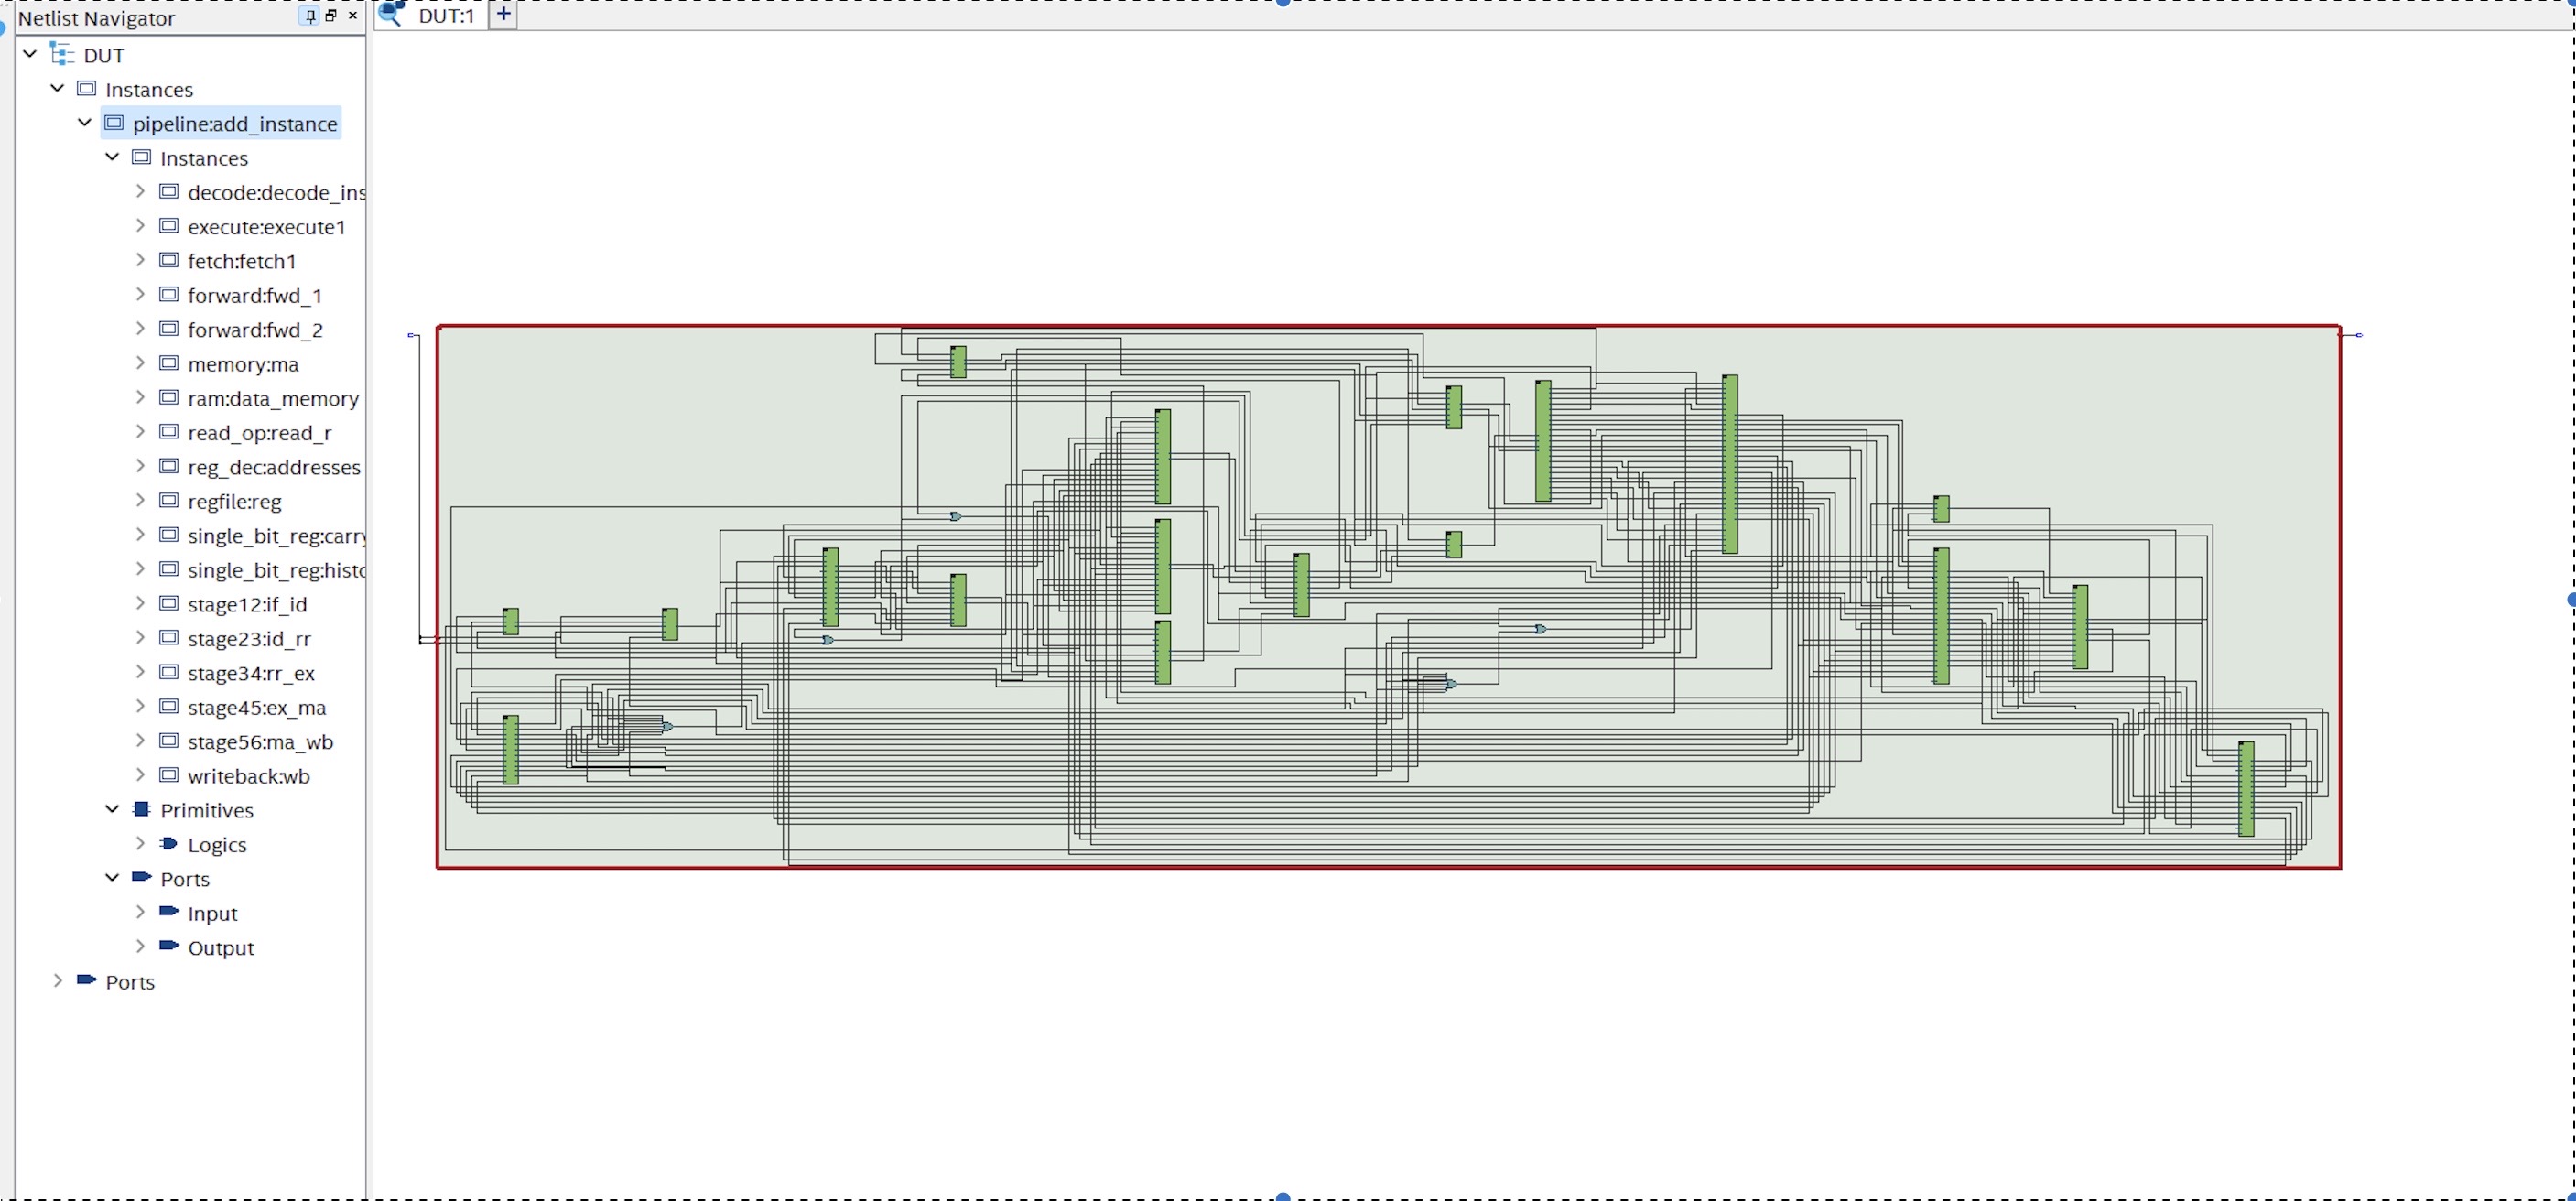 Netlist Navigator
DUT:1
DUT
Instances
pipeline:add_instance
Instances
decode:decode_ins
execute:execute1
fetch:fetch1
forward:fwd_1
forward:fwd_2
memory:ma
ram:data_memory
read_op:read_r
reg_dec:addresses
regfile:reg
single_bit_reg:carry
single_bit_reg:histo
stage12:if_id
stage23:id_rr
stage34:rr_ex
stage45:ex_ma
stage56:ma_wb
writeback:wb
Primitives
Logics
Ports
Input
Output
Ports